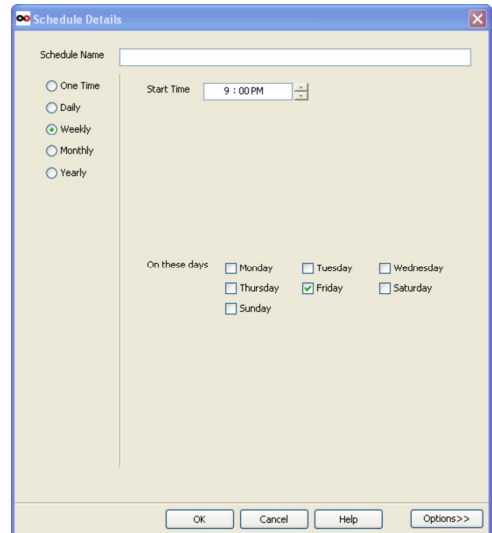 Schedule Details
Schedule Name
One Time
Start Time 9 : 00 PM
Daily
Weekly
Monthly
Yearly
On these days Monday Tuesday Wednesday
Thursday Friday Saturday
Sunday
OK Cancel Help Options>>